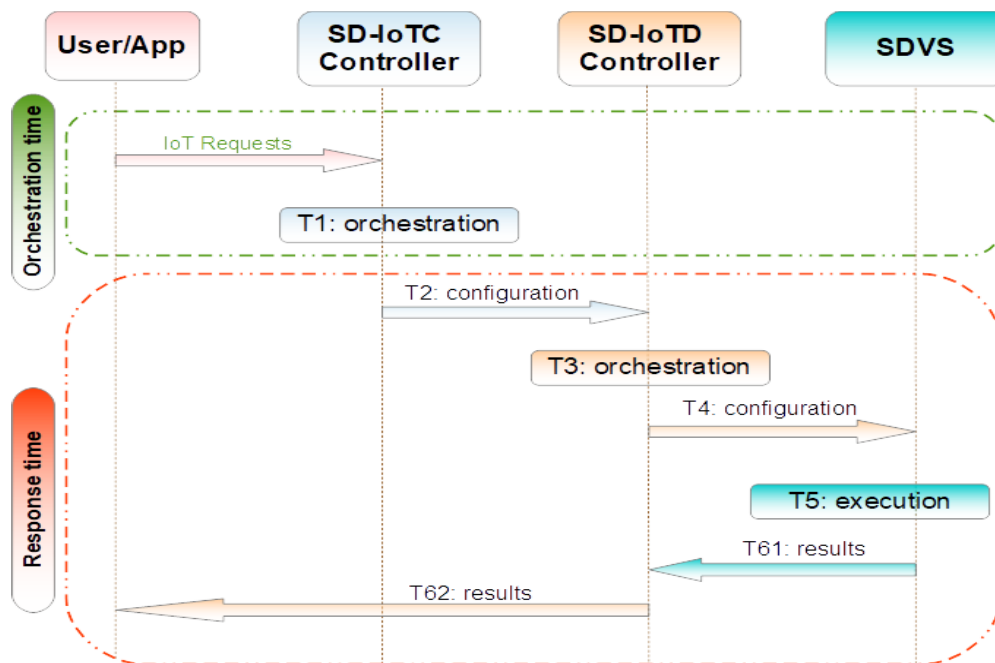 User/App
SD-IoTC
Controller
SD-IoTD
Controller
SDVS
Orchestration time
IoT Requests
T1: orchestration
Response time
T2: configuration
T3: orchestration
T4: configuration
T5: execution
T61: results
T62: results